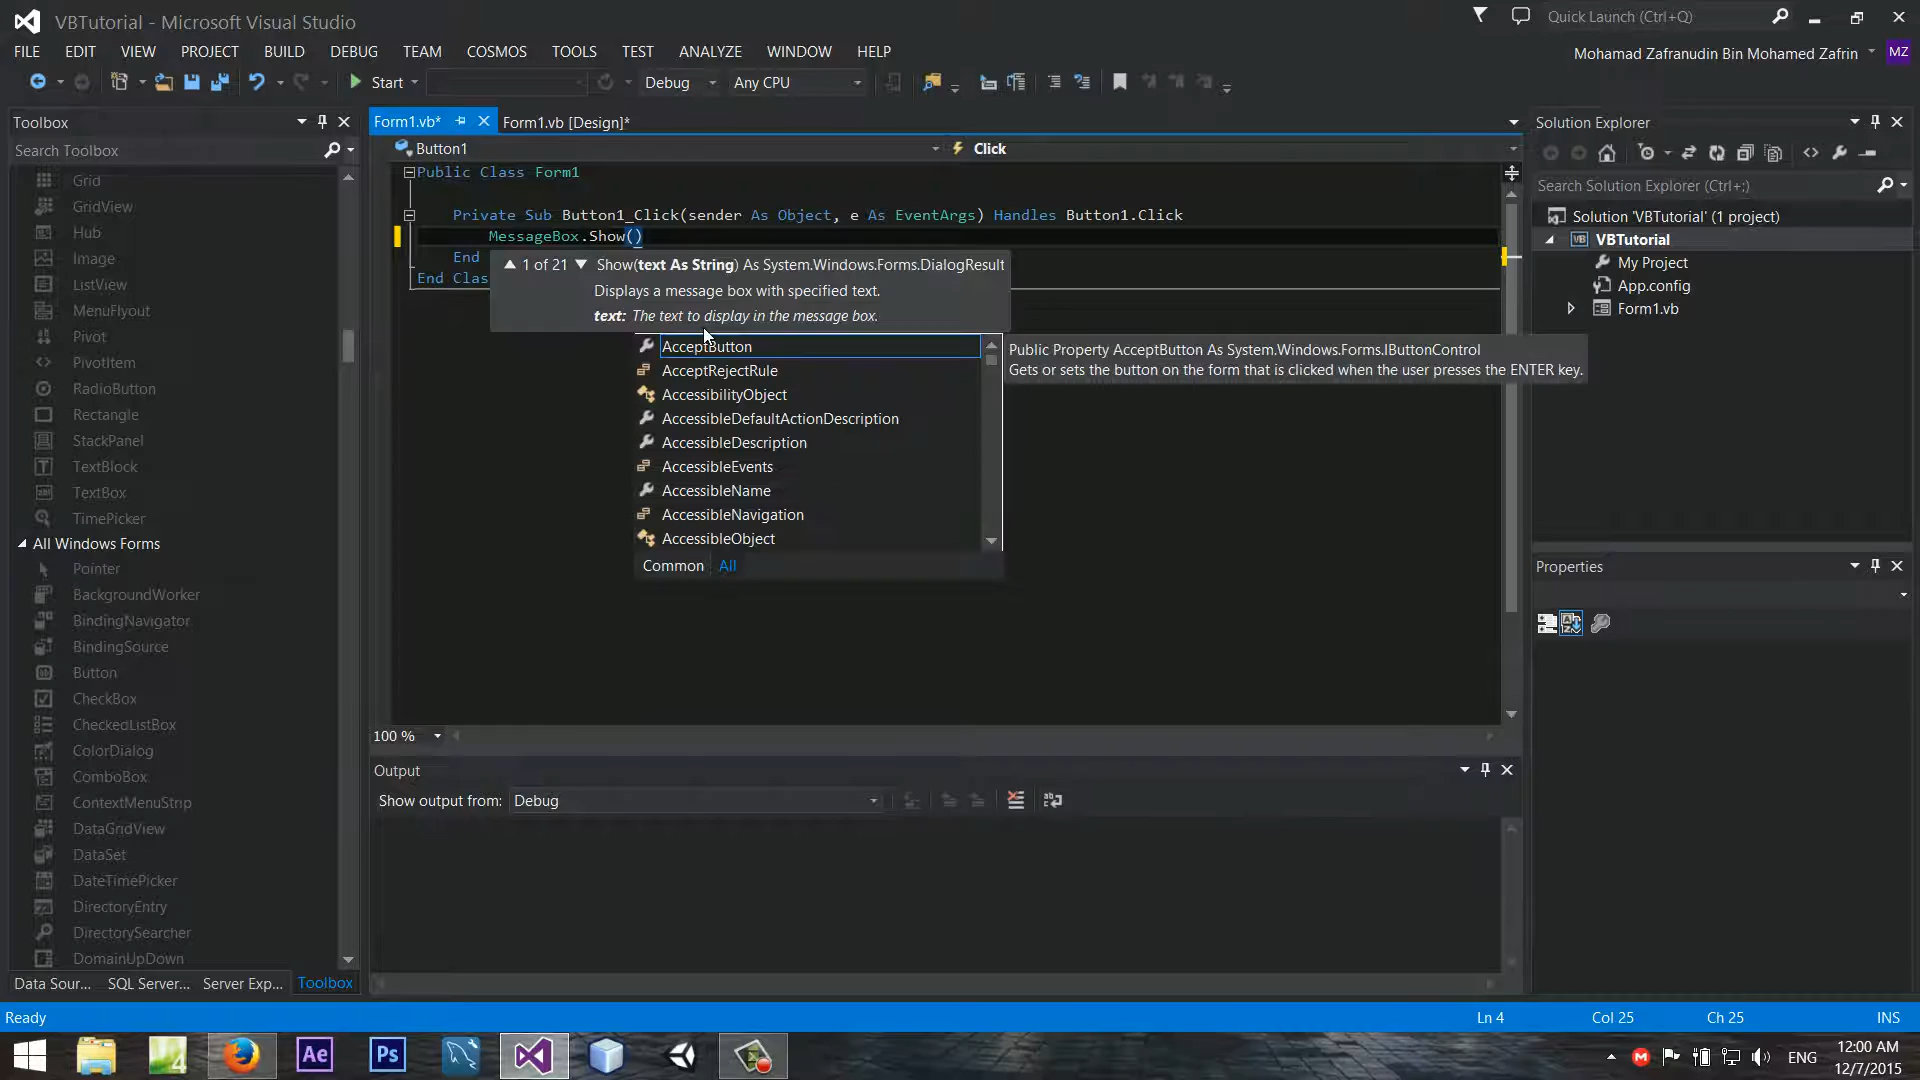 VBTutorial - Microsoft Visual Studio
Quick Launch (Ctrl+Q)
FILE EDIT VIEW PROJECT BUILD DEBUG TEAM COSMOS TOOLS TEST ANALYZE WINDOW HELP
Mohamad Zafranudin Bin Mohamed Zafrin MZ
Start Debug Any CPU
Toolbox
Search Toolbox
Grid
GridView
Hub
Image
ListView
MenuFlyout
Pivot
PivotItem
RadioButton
Rectangle
StackPanel
TextBlock
TextBox
TimePicker
All Windows Forms
Pointer
BackgroundWorker
BindingNavigator
BindingSource
Button
CheckBox
CheckedListBox
ColorDialog
ComboBox
ContextMenuStrip
DataGridView
DataSet
DateTimePicker
DirectoryEntry
DirectorySearcher
DomainUpDown
Data Sour... SQL Server... Server Exp... Toolbox
Form1.vb* Form1.vb [Design]*
Button1 Click
Public Class Form1
Private Sub Button1_Click(sender As Object, e As EventArgs) Handles Button1.Click
MessageBox.Show()
End
End Clas
1 of 21 Show(text As String) As System.Windows.Forms.DialogResult
Displays a message box with specified text.
text: The text to display in the message box.
AcceptButton
AcceptRejectRule
AccessibilityObject
AccessibleDefaultActionDescription
AccessibleDescription
AccessibleEvents
AccessibleName
AccessibleNavigation
AccessibleObject
Common All
Public Property AcceptButton As System.Windows.Forms.IButtonControl
Gets or sets the button on the form that is clicked when the user presses the ENTER key.
100 %
Output
Show output from: Debug
Solution Explorer
Search Solution Explorer (Ctrl+;)
Solution 'VBTutorial' (1 project)
VB VBTutorial
My Project
App.config
Form1.vb
Properties
Ready Ln 4 Col 25 Ch 25 INS
Ae Ps
ENG
12:00 AM
12/7/2015